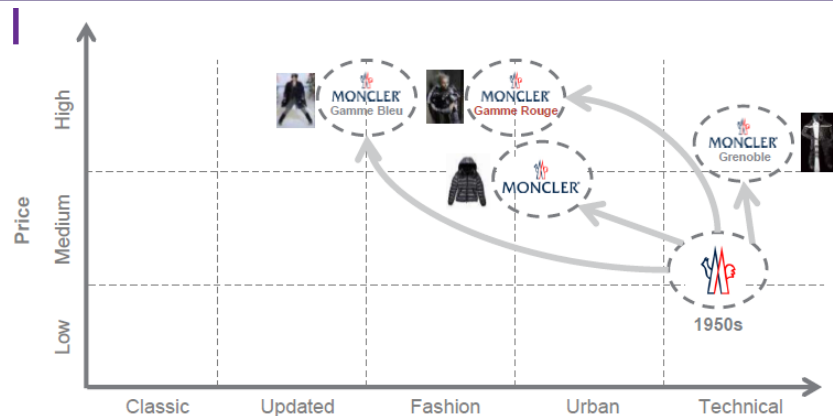 High
MONCLER
Gamme Bleu
MONCLER
Gamme Rouge
MONCLER
Grenoble
Price
Medium
MONCLER
Low
1950s
Classic
Updated
Fashion
Urban
Technical